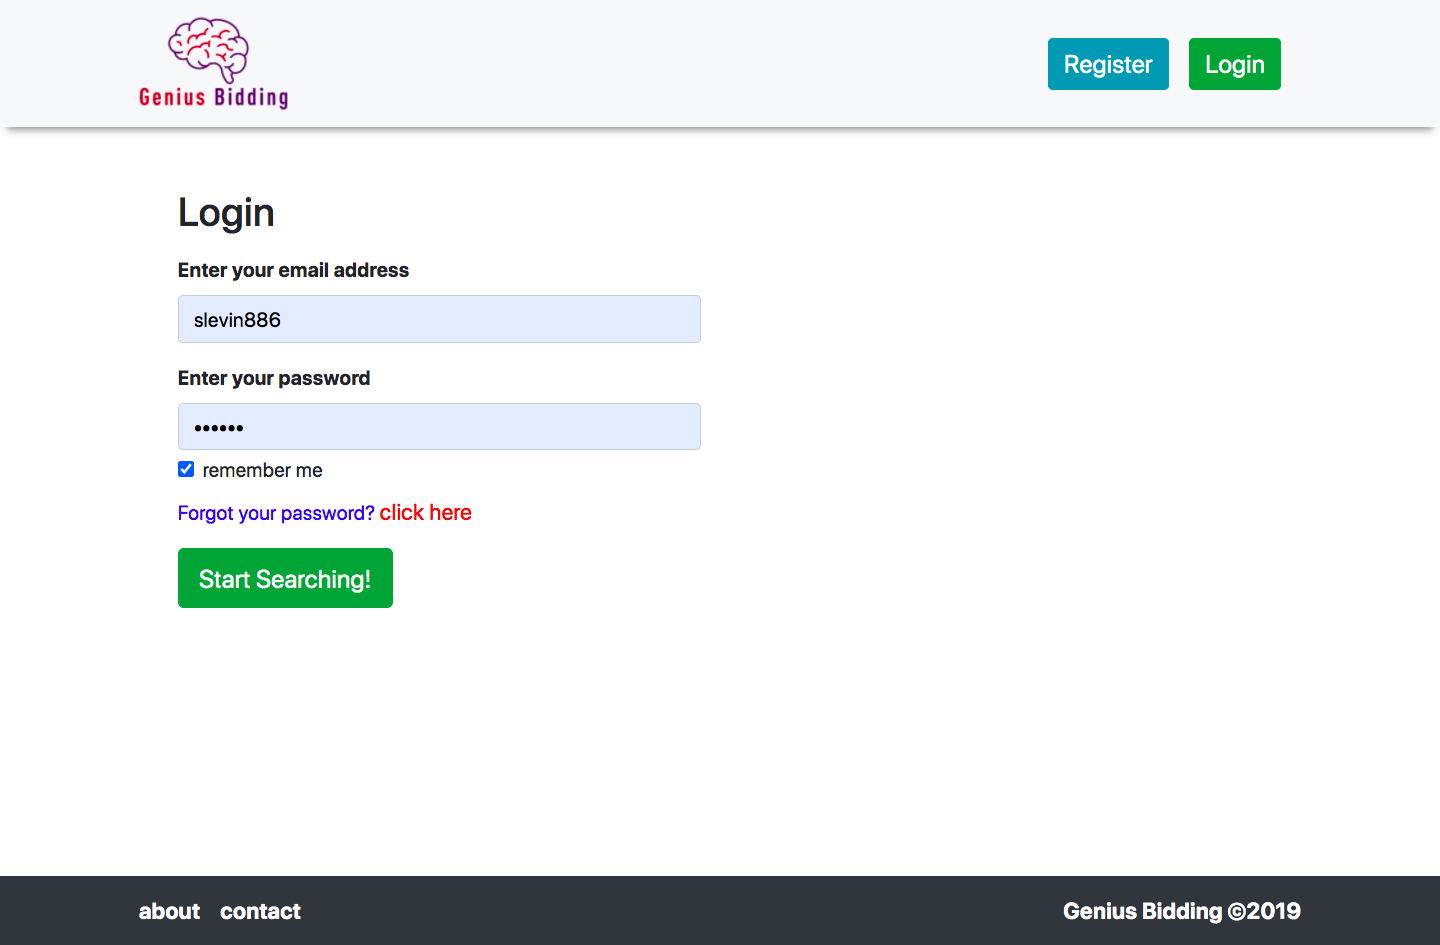 Genius Bidding
Register Login
Login
Enter your email address
slevin886
Enter your password
••••••
remember me
Forgot your password? click here
Start Searching!
about contact
Genius Bidding ©2019